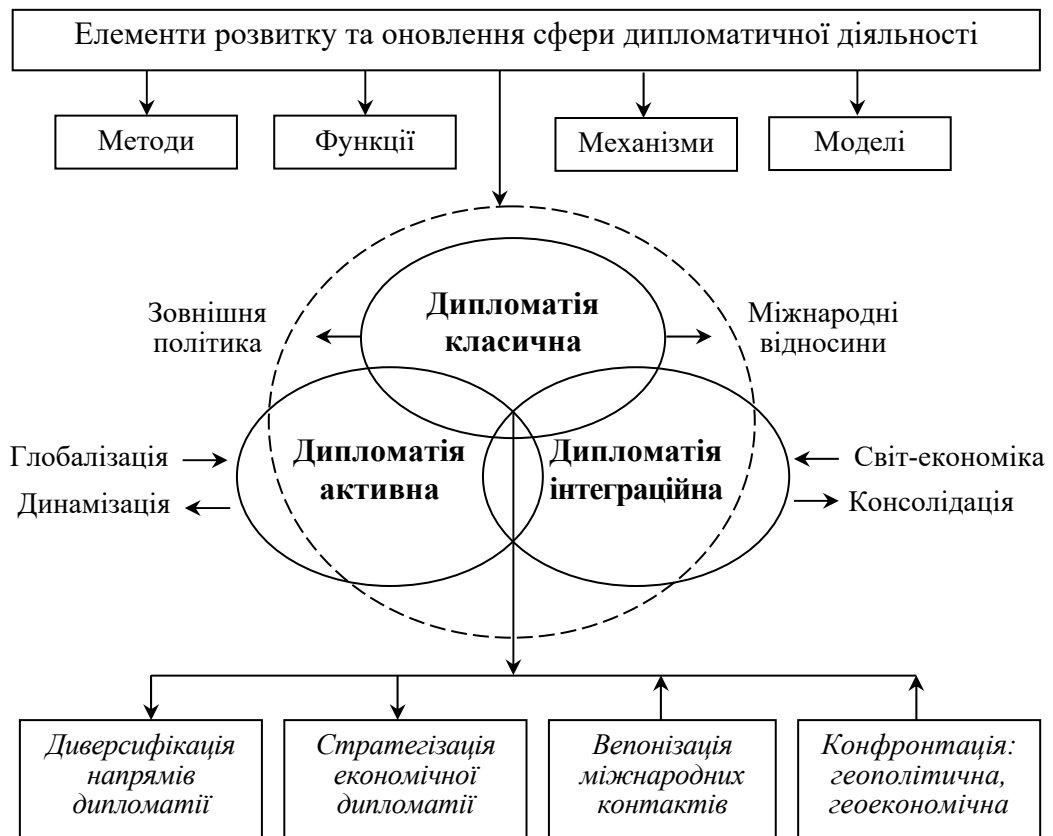 Елементи розвитку та оновлення сфери дипломатичної діяльності
Методи
Функції
Механізми
Моделі
Дипломатія
класична
Зовнішня
політика
Міжнародні
відносини
Дипломатія
активна
Дипломатія
інтеграційна
Глобалізація
Динамізація
Світ-економіка
Консолідація
Диверсифікація
напрямів
дипломатії
Стратегізація
економічної
дипломатії
Вепонізація
міжнародних
контактів
Конфронтація:
геополітична,
геоекономічна